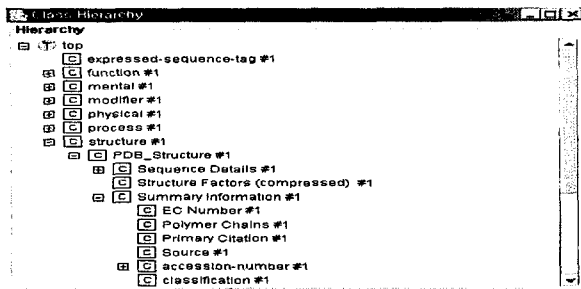 Class Hierarchy
Hierarchy
top
C expressed-sequence-tag #1
C function #1
C mental #1
C modifier #1
C physical #1
C process #1
C structure #1
C PDB_Structure #1
C Sequence Details #1
C Structure Factors (compressed) #1
C Summary Information #1
C EC Number #1
C Polymer Chains #1
C Primary Citation #1
C Source #1
C accession-number #1
C classification #1